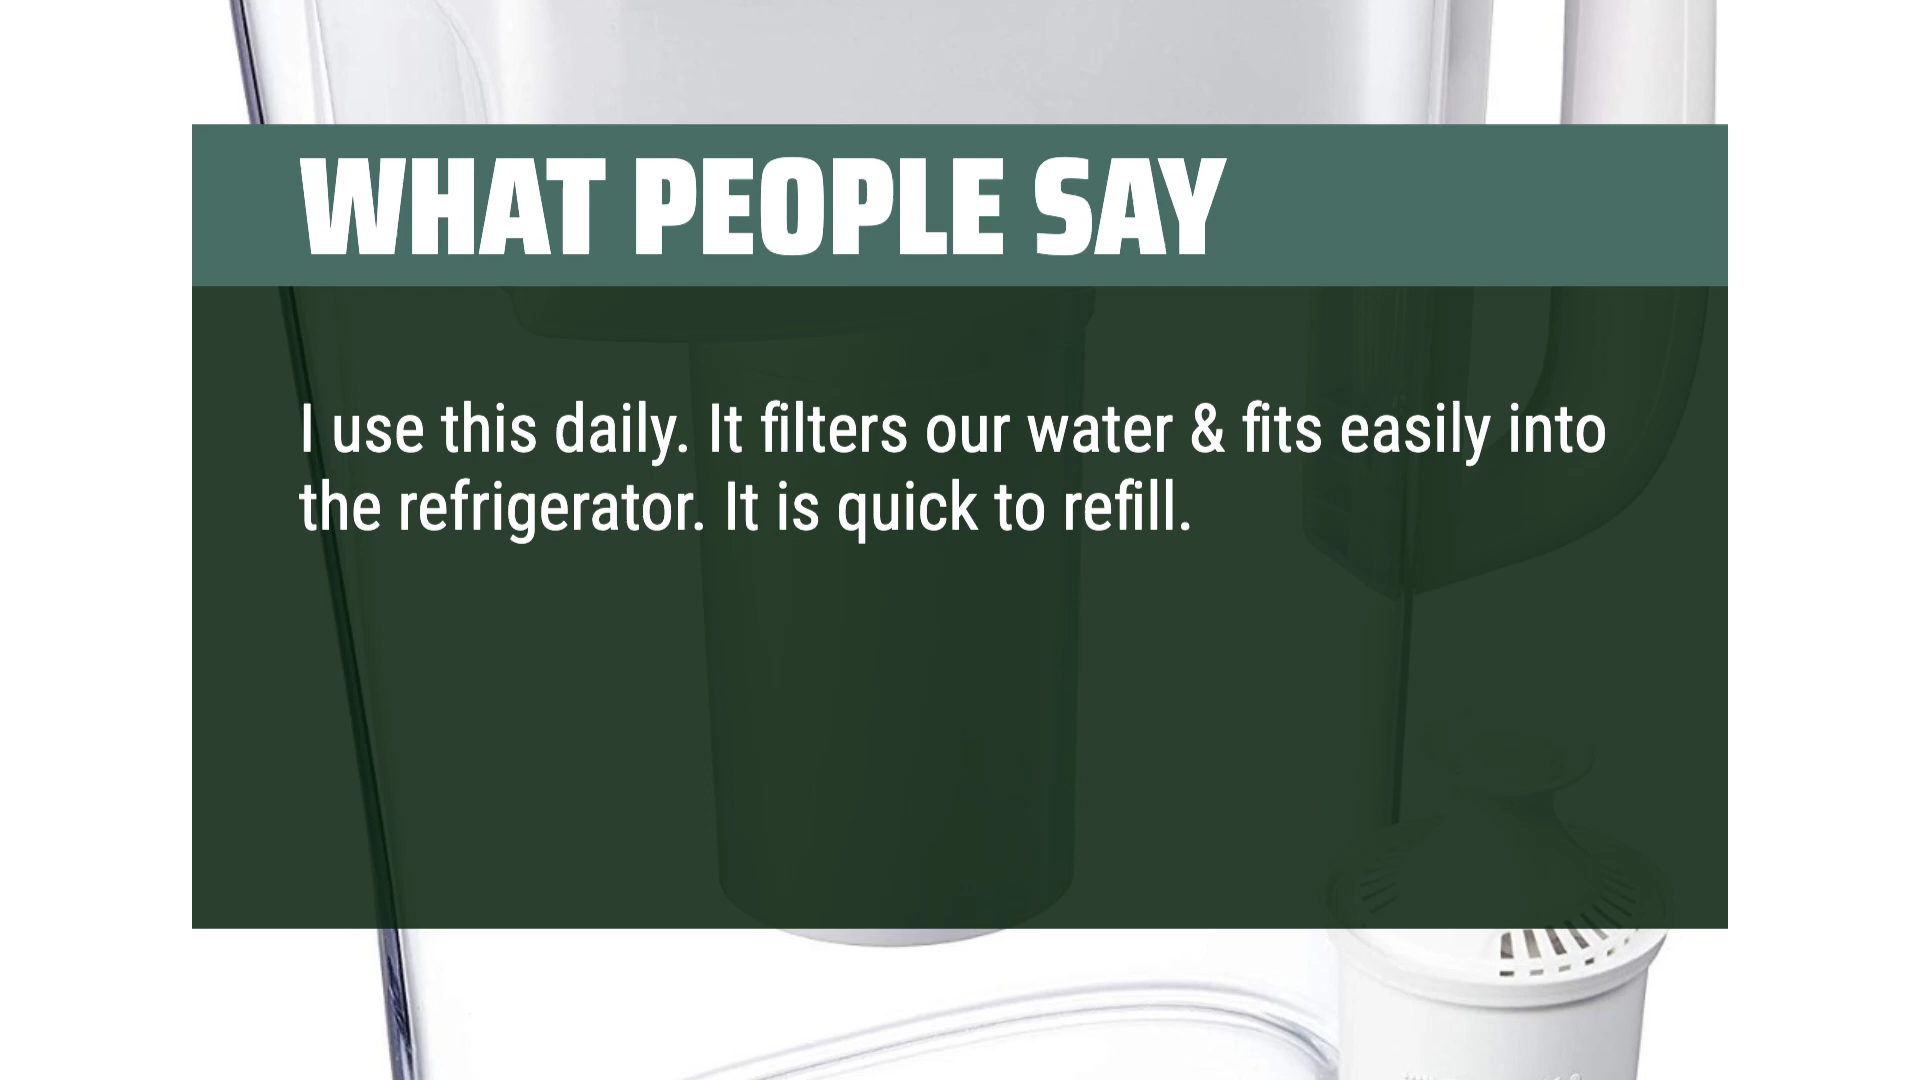 WHAT PEOPLE SAY
I use this daily. It filters our water & fits easily into
the refrigerator. It is quick to refill.